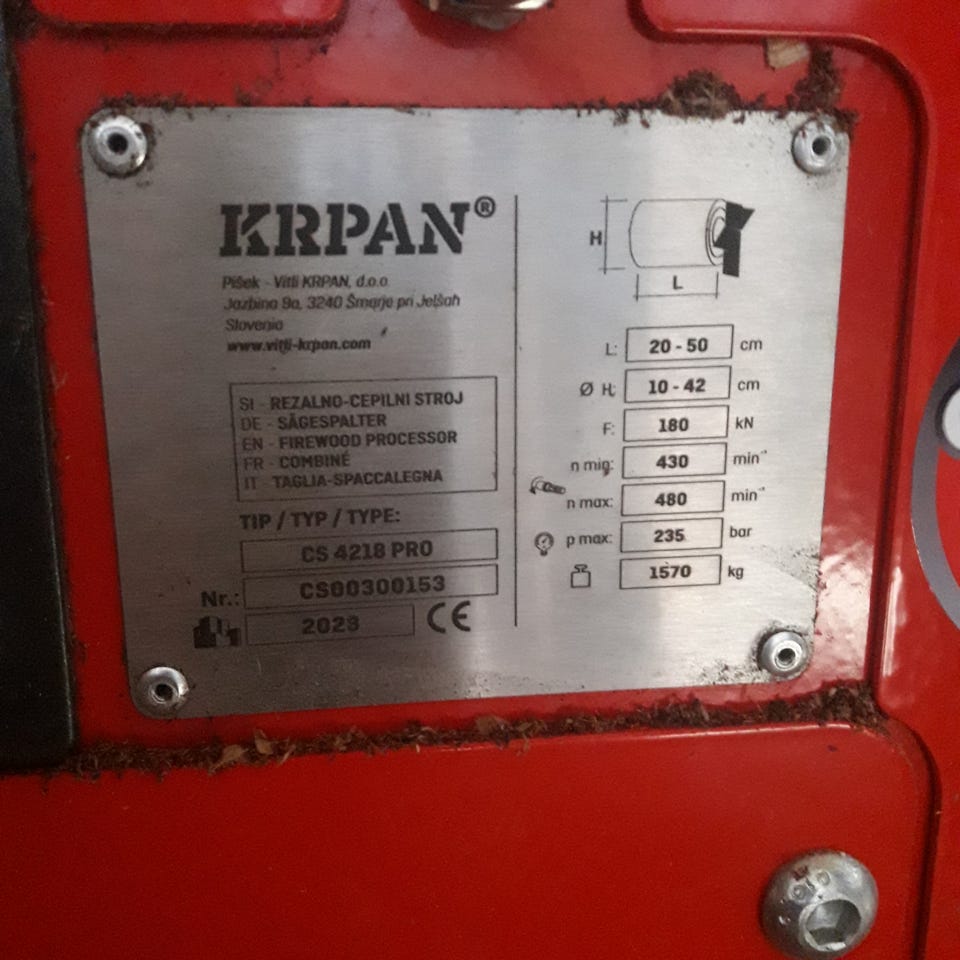 KRPAN®
Pišek - Vitli KRPAN, d.o.o.
Jazbina 9a, 3240 Šmarje pri Jelšah
Slovenia
www.vitli-krpan.com
SI - REZALNO-CEPILNI STROJ
DE - SÄGESPALTER
EN - FIREWOOD PROCESSOR
FR - COMBINÉ
IT - TAGLIA-SPACCALEGNA
TIP / TYP / TYPE:
CS 4218 PRO
Nr.: CS00300153
2023 CE
H
L
L: 20 - 50 cm
Ø H: 10 - 42 cm
F: 180 kN
n min: 430 min⁻¹
n max: 480 min⁻¹
p max: 235 bar
1570 kg